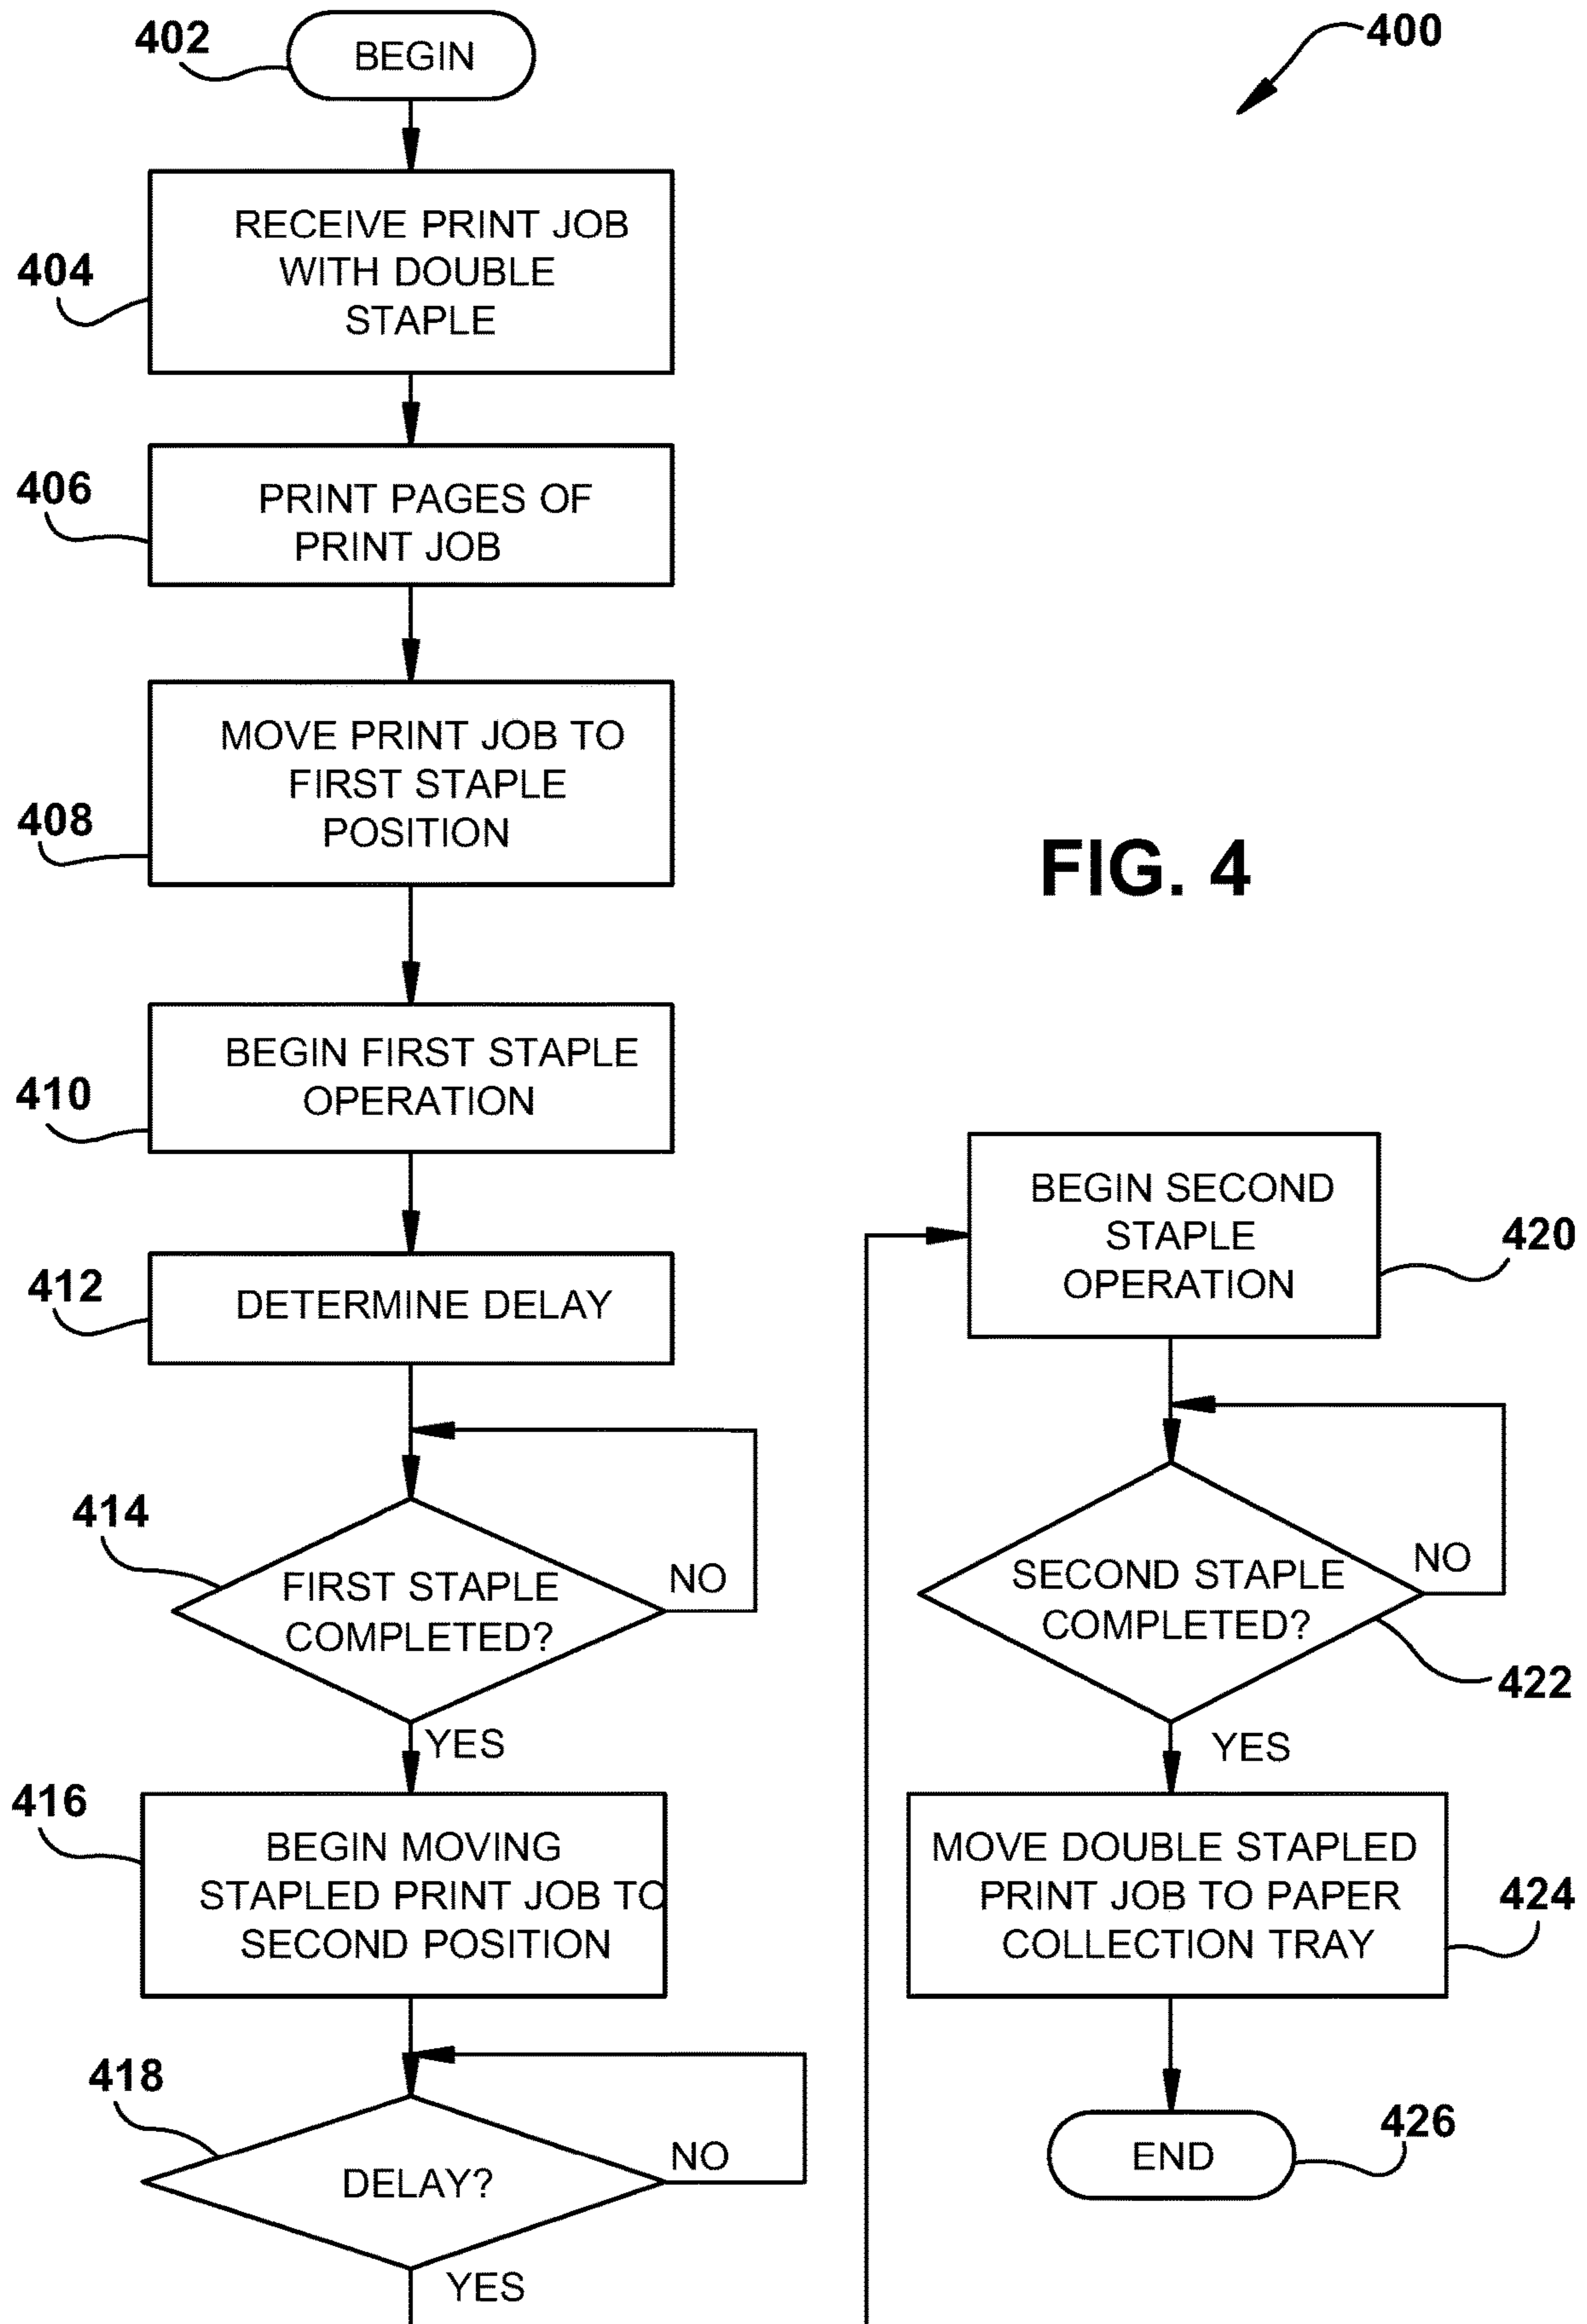 402
BEGIN
400
404
RECEIVE PRINT JOB
WITH DOUBLE
STAPLE
406
PRINT PAGES OF
PRINT JOB
408
MOVE PRINT JOB TO
FIRST STAPLE
POSITION
FIG. 4
410
BEGIN FIRST STAPLE
OPERATION
412
DETERMINE DELAY
414
FIRST STAPLE
COMPLETED?
NO
YES
416
BEGIN MOVING
STAPLED PRINT JOB TO
SECOND POSITION
418
DELAY?
NO
YES
BEGIN SECOND
STAPLE
OPERATION
420
SECOND STAPLE
COMPLETED?
NO
422
YES
MOVE DOUBLE STAPLED
PRINT JOB TO PAPER
COLLECTION TRAY
424
END
426